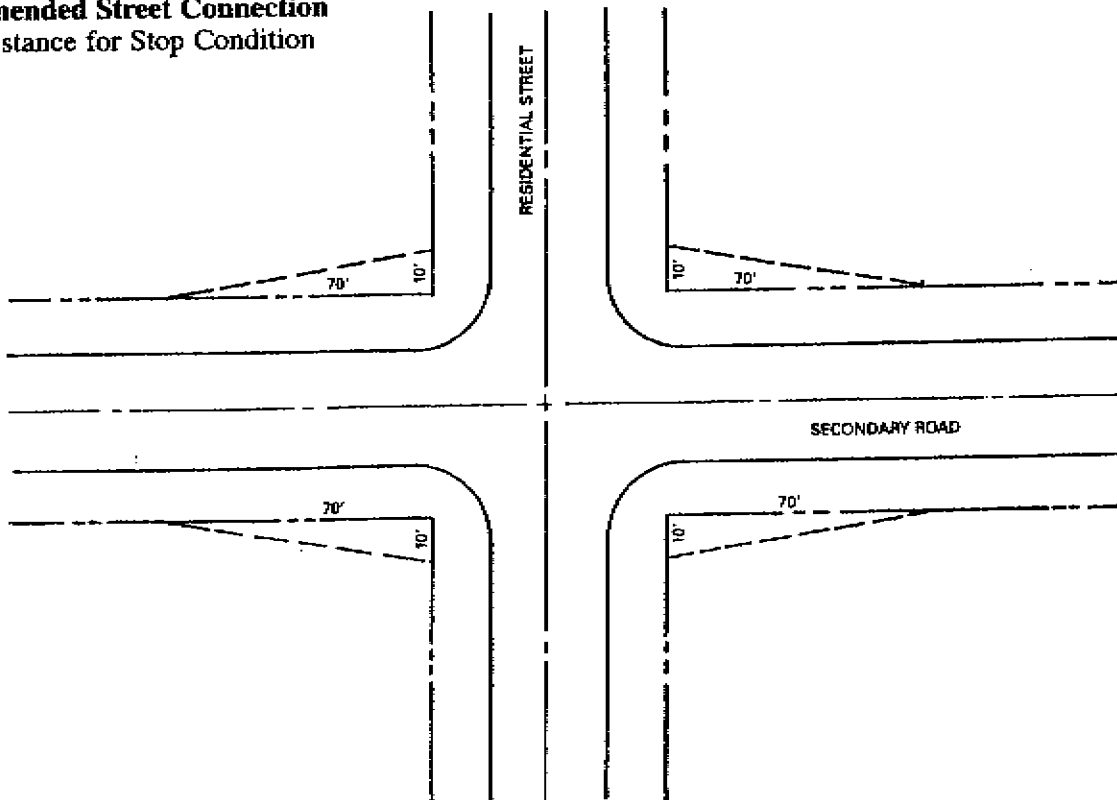 mended Street Connection
stance for Stop Condition
RESIDENTIAL STREET
70'
10'
10'
70'
SECONDARY ROAD
70'
10'
10'
70'